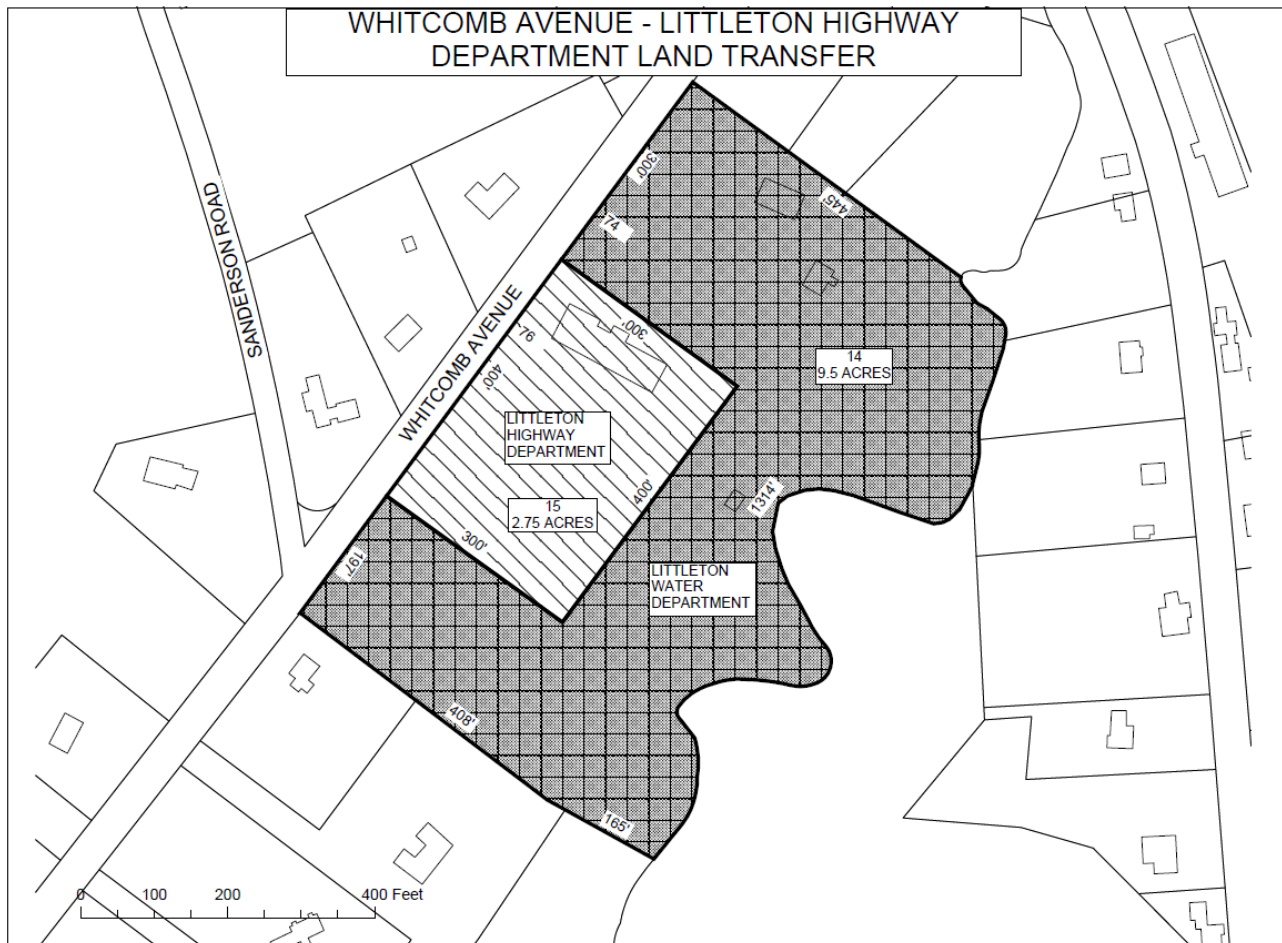 WHITCOMB AVENUE - LITTLETON HIGHWAY
DEPARTMENT LAND TRANSFER
SANDERSON ROAD
WHITCOMB AVENUE
300'
445'
74
76
300'
400'
14
9.5 ACRES
LITTLETON
HIGHWAY
DEPARTMENT
400'
1314'
15
2.75 ACRES
300'
197'
LITTLETON
WATER
DEPARTMENT
408'
165'
0 100 200 400 Feet